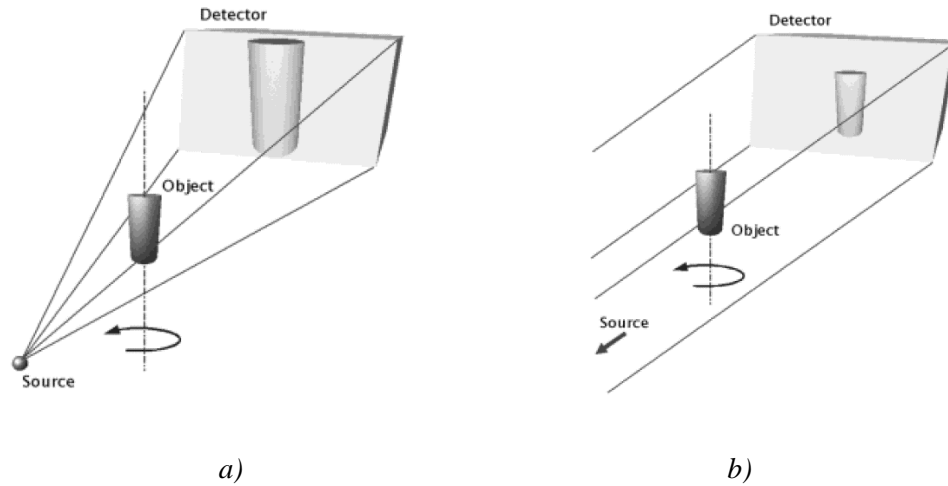 Detector
Object
Source
a)
Detector
Object
Source
b)